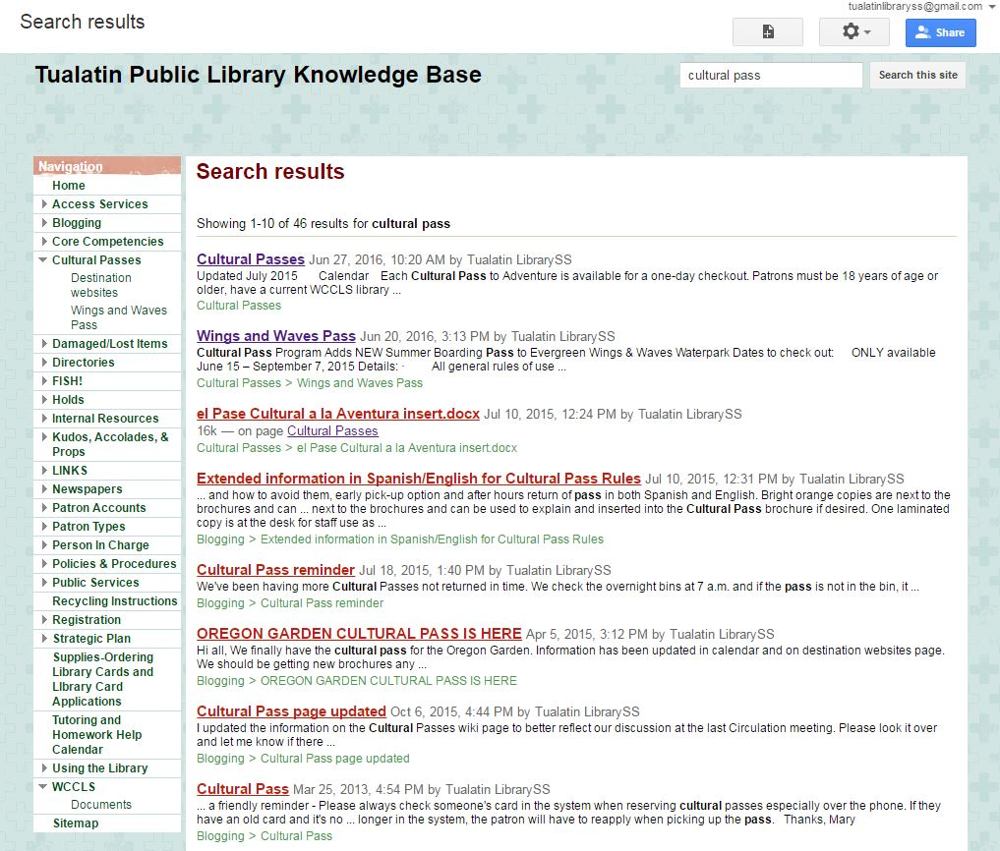 tualatinlibraryss@gmail.com
Search results
Share
Tualatin Public Library Knowledge Base
cultural pass
Search this site
Navigation
Home
Access Services
Blogging
Core Competencies
Cultural Passes
Destination
websites
Wings and Waves
Pass
Damaged/Lost Items
Directories
FISH!
Holds
Internal Resources
Kudos, Accolades, &
Props
LINKS
Newspapers
Patron Accounts
Patron Types
Person In Charge
Policies & Procedures
Public Services
Recycling Instructions
Registration
Strategic Plan
Supplies-Ordering
Library Cards and
LIbrary Card
Applications
Tutoring and
Homework Help
Calendar
Using the Library
WCCLS
Documents
Sitemap
Search results
Showing 1-10 of 46 results for cultural pass
Cultural Passes Jun 27, 2016, 10:20 AM by Tualatin LibrarySS
Updated July 2015 Calendar Each Cultural Pass to Adventure is available for a one-day checkout. Patrons must be 18 years of age or
older, have a current WCCLS library ...
Cultural Passes
Wings and Waves Pass Jun 20, 2016, 3:13 PM by Tualatin LibrarySS
Cultural Pass Program Adds NEW Summer Boarding Pass to Evergreen Wings & Waves Waterpark Dates to check out: ONLY available
June 15 – September 7, 2015 Details: · All general rules of use ...
Cultural Passes > Wings and Waves Pass
el Pase Cultural a la Aventura insert.docx Jul 10, 2015, 12:24 PM by Tualatin LibrarySS
16k — on page Cultural Passes
Cultural Passes > el Pase Cultural a la Aventura insert.docx
Extended information in Spanish/English for Cultural Pass Rules Jul 10, 2015, 12:31 PM by Tualatin LibrarySS
... and how to avoid them, early pick-up option and after hours return of pass in both Spanish and English. Bright orange copies are next to the
brochures and can ... next to the brochures and can be used to explain and inserted into the Cultural Pass brochure if desired. One laminated
copy is at the desk for staff use as ...
Blogging > Extended information in Spanish/English for Cultural Pass Rules
Cultural Pass reminder Jul 18, 2015, 1:40 PM by Tualatin LibrarySS
We've been having more Cultural Passes not returned in time. We check the overnight bins at 7 a.m. and if the pass is not in the bin, it ...
Blogging > Cultural Pass reminder
OREGON GARDEN CULTURAL PASS IS HERE Apr 5, 2015, 3:12 PM by Tualatin LibrarySS
Hi all, We finally have the cultural pass for the Oregon Garden. Information has been updated in calendar and on destination websites page.
We should be getting new brochures any ...
Blogging > OREGON GARDEN CULTURAL PASS IS HERE
Cultural Pass page updated Oct 6, 2015, 4:44 PM by Tualatin LibrarySS
I updated the information on the Cultural Passes wiki page to better reflect our discussion at the last Circulation meeting. Please look it over
and let me know if there ...
Blogging > Cultural Pass page updated
Cultural Pass Mar 25, 2013, 4:54 PM by Tualatin LibrarySS
... a friendly reminder - Please always check someone's card in the system when reserving cultural passes especially over the phone. If they
have an old card and it's no ... longer in the system, the patron will have to reapply when picking up the pass. Thanks, Mary
Blogging > Cultural Pass